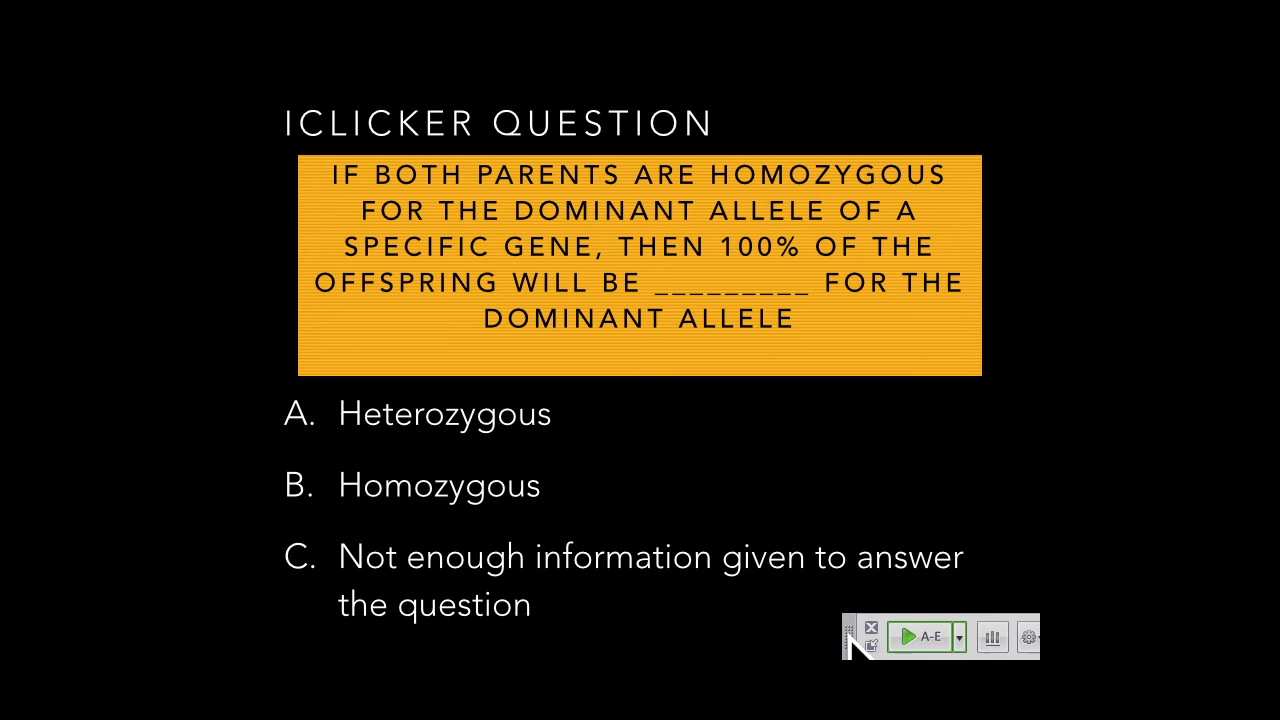 ICLICKER QUESTION
IF BOTH PARENTS ARE HOMOZYGOUS
FOR THE DOMINANT ALLELE OF A
SPECIFIC GENE, THEN 100% OF THE
OFFSPRING WILL BE _________ FOR THE
DOMINANT ALLELE
A. Heterozygous
B. Homozygous
C. Not enough information given to answer
the question
A-E